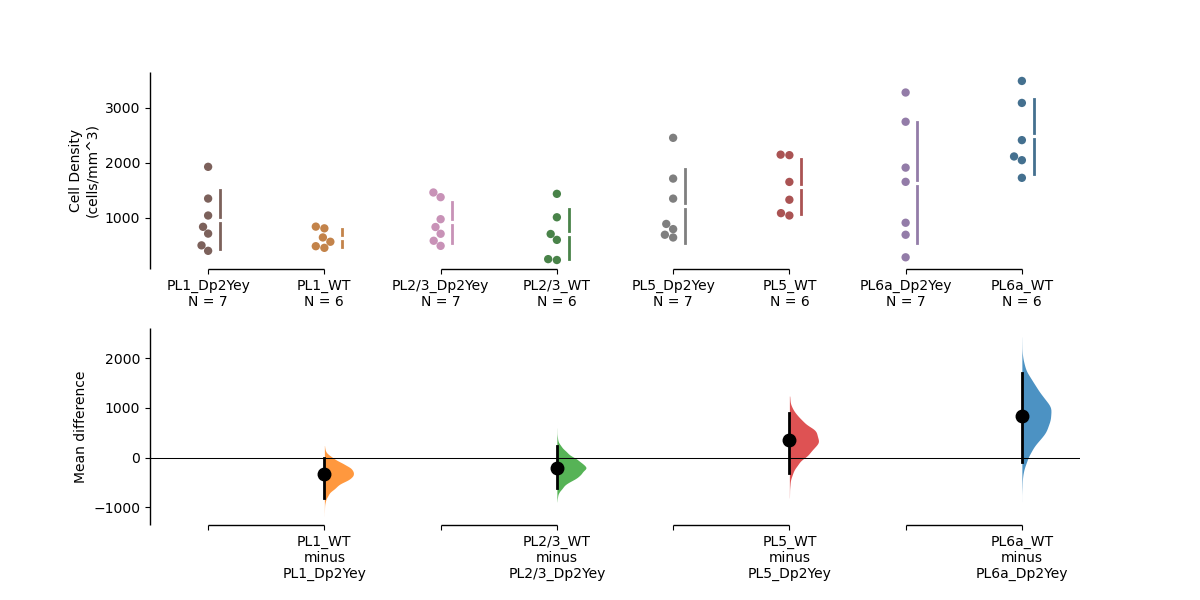 Cell Density
(cells/mm^3)
3000
2000
1000
PL1_Dp2Yey
N = 7
PL1_WT
N = 6
PL2/3_Dp2Yey
N = 7
PL2/3_WT
N = 6
PL5_Dp2Yey
N = 7
PL5_WT
N = 6
PL6a_Dp2Yey
N = 7
PL6a_WT
N = 6
Mean difference
2000
1000
0
−1000
PL1_WT
minus
PL1_Dp2Yey
PL2/3_WT
minus
PL2/3_Dp2Yey
PL5_WT
minus
PL5_Dp2Yey
PL6a_WT
minus
PL6a_Dp2Yey